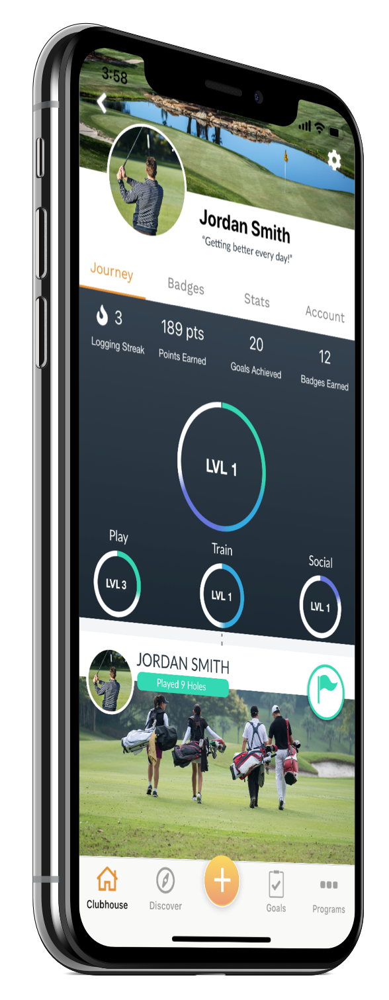 3:58
Jordan Smith
“Getting better every day!”
Journey
Badges
Stats
Account
3
189 pts
20
12
Logging Streak
Points Earned
Goals Achieved
Badges Earned
LVL 1
Play
Train
Social
LVL 3
LVL 1
LVL 1
JORDAN SMITH
Played 9 Holes
Clubhouse
Discover
Goals
Programs